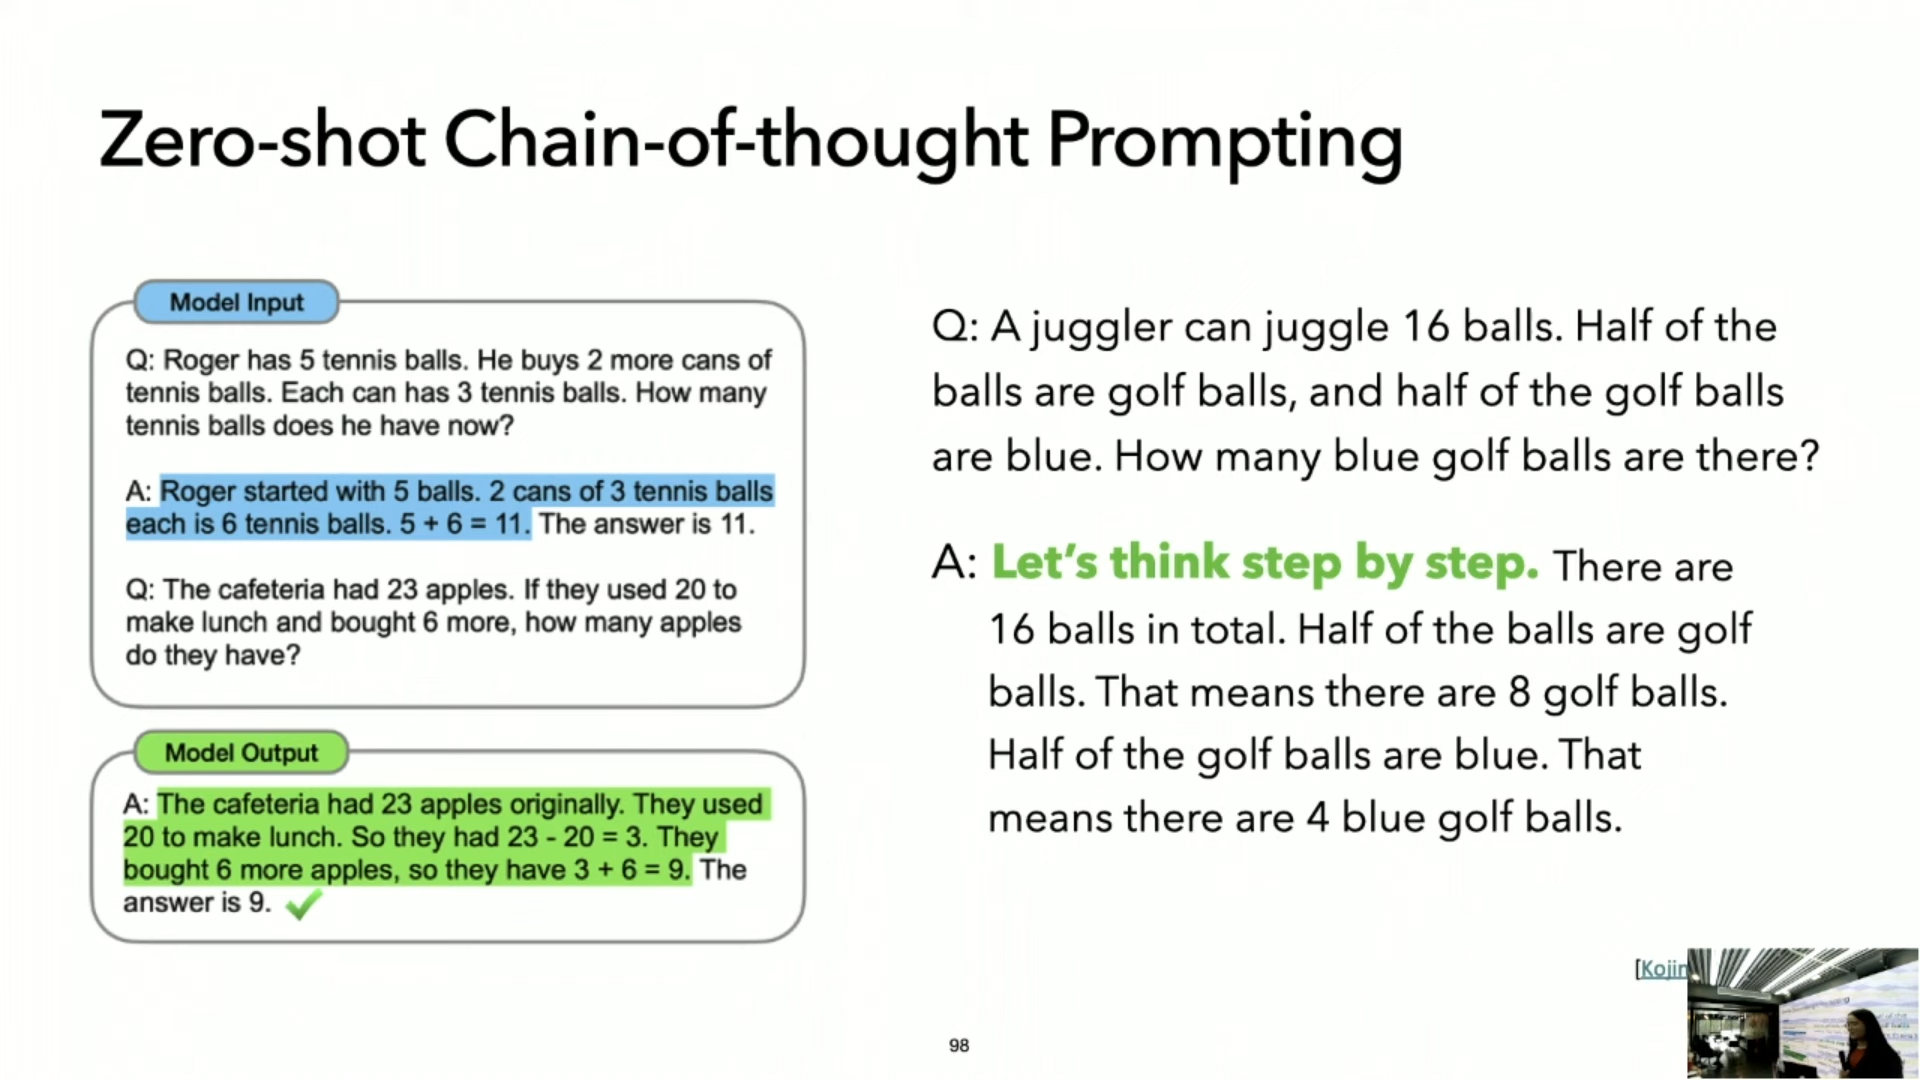 Zero-shot Chain-of-thought Prompting
Model Input
Q: Roger has 5 tennis balls. He buys 2 more cans of
tennis balls. Each can has 3 tennis balls. How many
tennis balls does he have now?
A: Roger started with 5 balls. 2 cans of 3 tennis balls
each is 6 tennis balls. 5 + 6 = 11. The answer is 11.
Q: The cafeteria had 23 apples. If they used 20 to
make lunch and bought 6 more, how many apples
do they have?
Model Output
A: The cafeteria had 23 apples originally. They used
20 to make lunch. So they had 23 - 20 = 3. They
bought 6 more apples, so they have 3 + 6 = 9. The
answer is 9.
Q: A juggler can juggle 16 balls. Half of the
balls are golf balls, and half of the golf balls
are blue. How many blue golf balls are there?
A: Let's think step by step. There are
16 balls in total. Half of the balls are golf
balls. That means there are 8 golf balls.
Half of the golf balls are blue. That
means there are 4 blue golf balls.
98